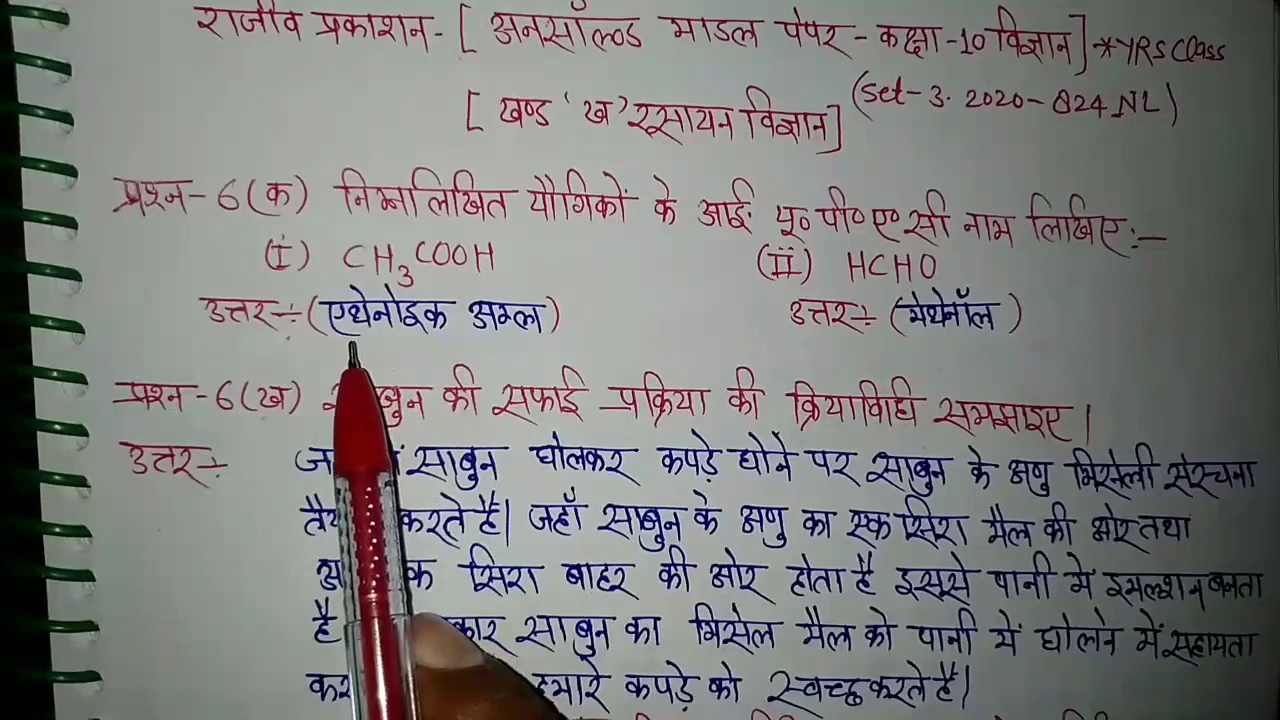 राजीव प्रकाशन- [ अनसॉल्वड माडल पेपर - कक्षा -10 विज्ञान] *YRS Class
(Set-3. 2020- 824 NL)
[ खण्ड 'ख' रसायन विज्ञान]
प्रश्न- 6 (क) निम्नलिखित यौगिकों के आई. यू० पी० ए० सी नाम लिखिए:-
(I) CH₃COOH (II) HCHO
उत्तर:- (एथेनोइक अम्ल) उत्तर:- (मेथेनॉल)
प्रश्न - 6 (ख) की सफाई प्रक्रिया की क्रियाविधि समझाइए।
उत्तर:- साबुन घोलकर कपड़े धोने पर साबुन के अणु मिसेली संरचना
करते है। जहाँ साबुन के अणु का एक सिरा मैल की ओर तथा
सिरा बाहर की ओर होता है इससे पानी में इमल्शन बनता
है साबुन का मिसेल मैल को पानी में घोलने में सहायता
हमारे कपड़े को स्वच्छ करते है।